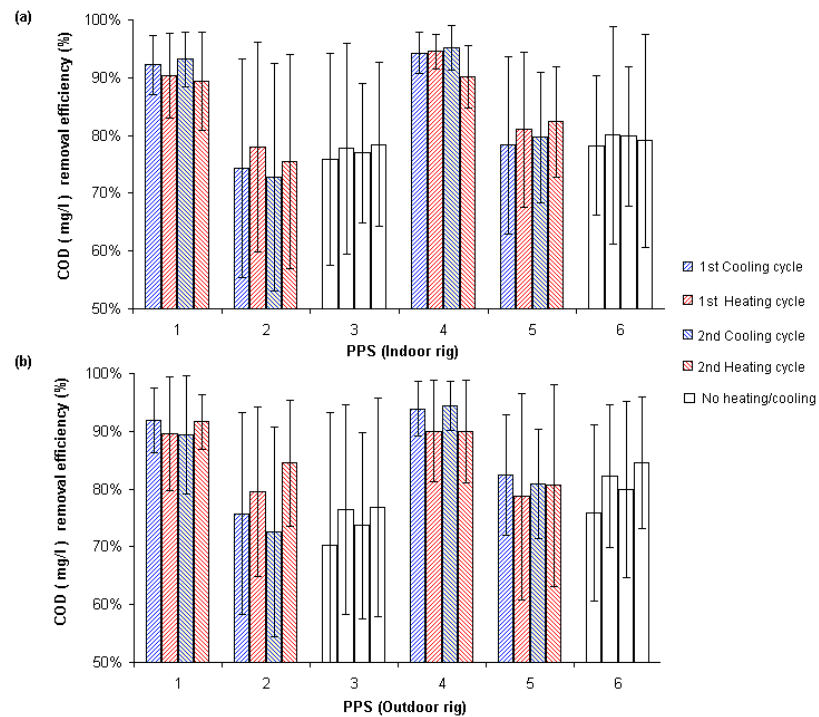 (a)
100%
90%
80%
70%
60%
50%
COD ( mg/l ) removal efficiency (%)
1 2 3 4 5 6
PPS (Indoor rig)
1st Cooling cycle
1st Heating cycle
2nd Cooling cycle
2nd Heating cycle
No heating/cooling
(b)
100%
90%
80%
70%
60%
50%
COD ( mg/l ) removal efficiency (%)
1 2 3 4 5 6
PPS (Outdoor rig)